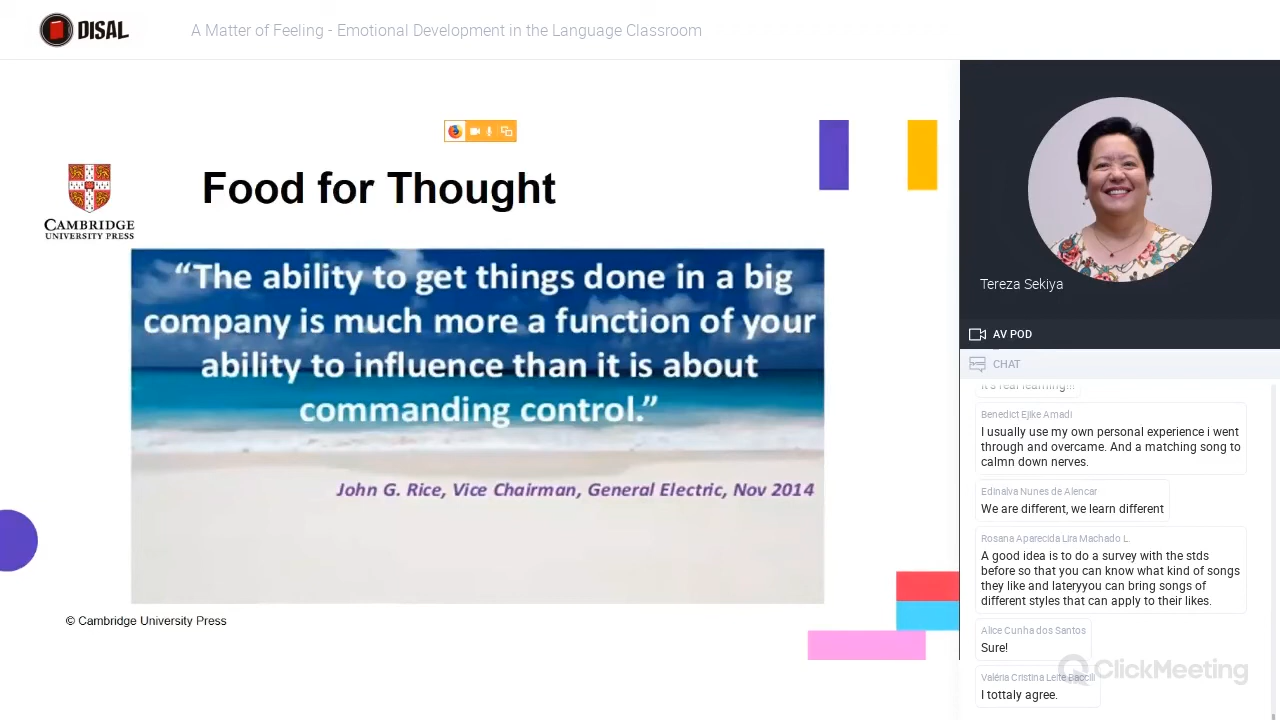 DISAL
A Matter of Feeling - Emotional Development in the Language Classroom
Food for Thought
CAMBRIDGE
UNIVERSITY PRESS
“The ability to get things done in a big
company is much more a function of your
ability to influence than it is about
commanding control.”
John G. Rice, Vice Chairman, General Electric, Nov 2014
© Cambridge University Press
Tereza Sekiya
AV POD
CHAT
it's real learning!!!
Benedict Ejike Amadi
I usually use my own personal experience i went
through and overcame. And a matching song to
calmn down nerves.
Edinalva Nunes de Alencar
We are different, we learn different
Rosana Aparecida Lira Machado L.
A good idea is to do a survey with the stds
before so that you can know what kind of songs
they like and lateryyou can bring songs of
different styles that can apply to their likes.
Alice Cunha dos Santos
Sure!
ClickMeeting
Valéria Cristina Leite Baccili
I tottaly agree.